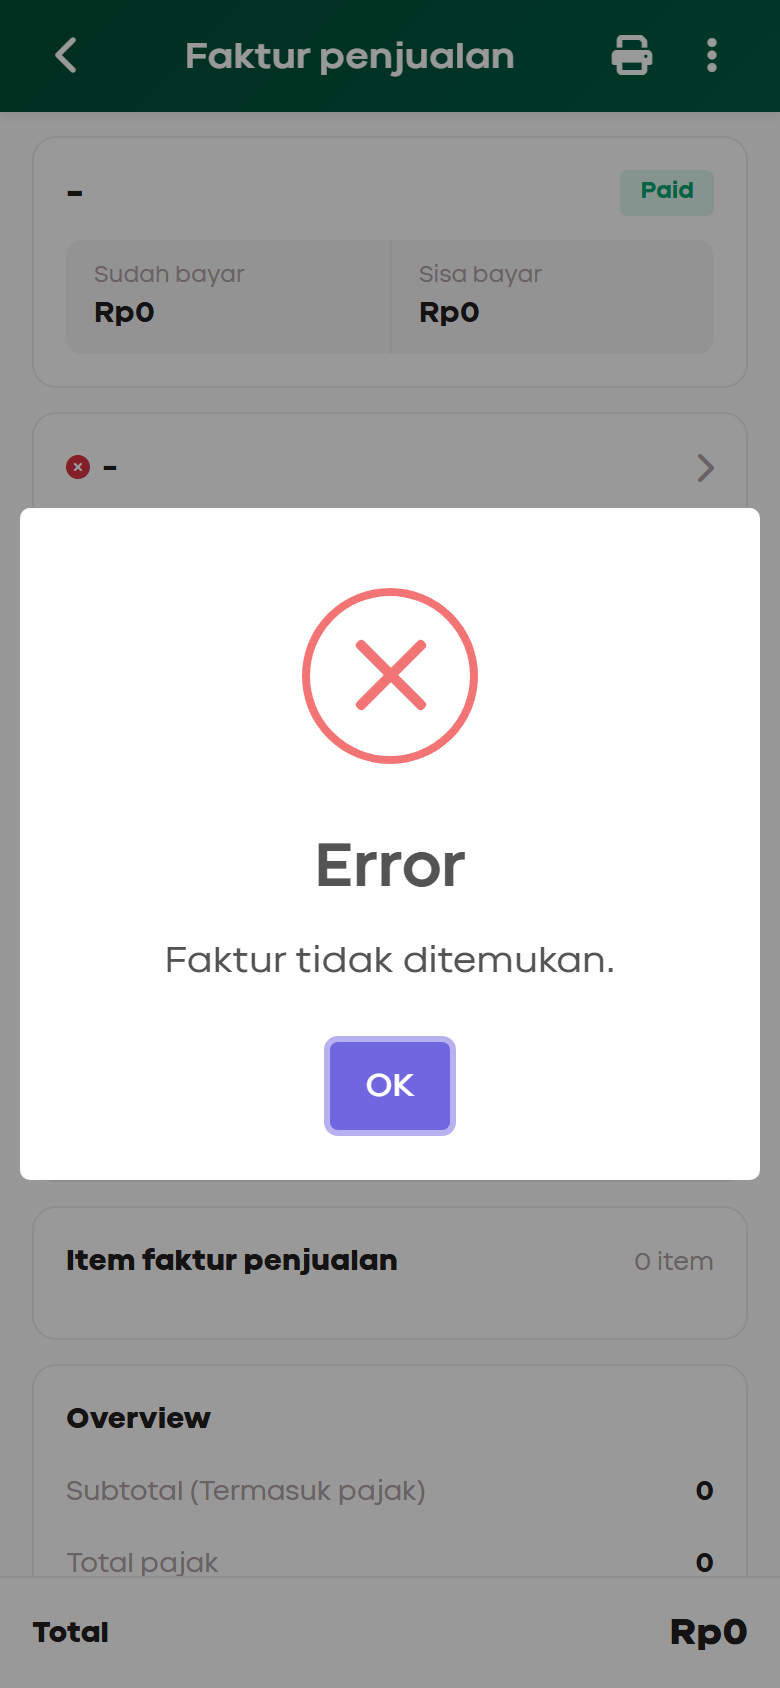 Faktur penjualan
-
Paid
Sudah bayar
Sisa bayar
Rp0
Rp0
-
Error
Faktur tidak ditemukan.
OK
Item faktur penjualan
0 item
Overview
Subtotal (Termasuk pajak)
0
Total pajak
0
Total
Rp0